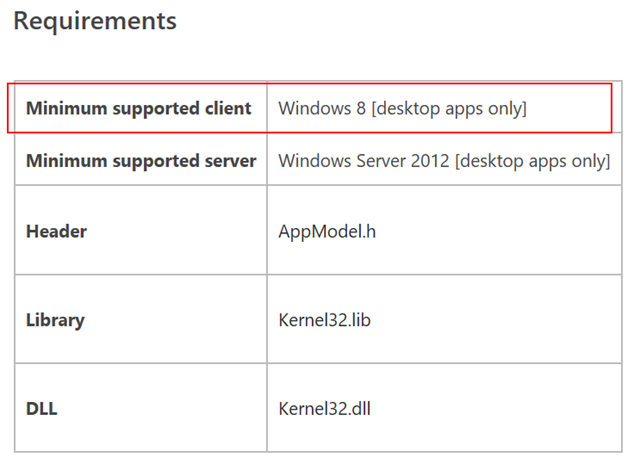 Requirements
Minimum supported client Windows 8 [desktop apps only]
Minimum supported server Windows Server 2012 [desktop apps only]
Header AppModel.h
Library Kernel32.lib
DLL Kernel32.dll